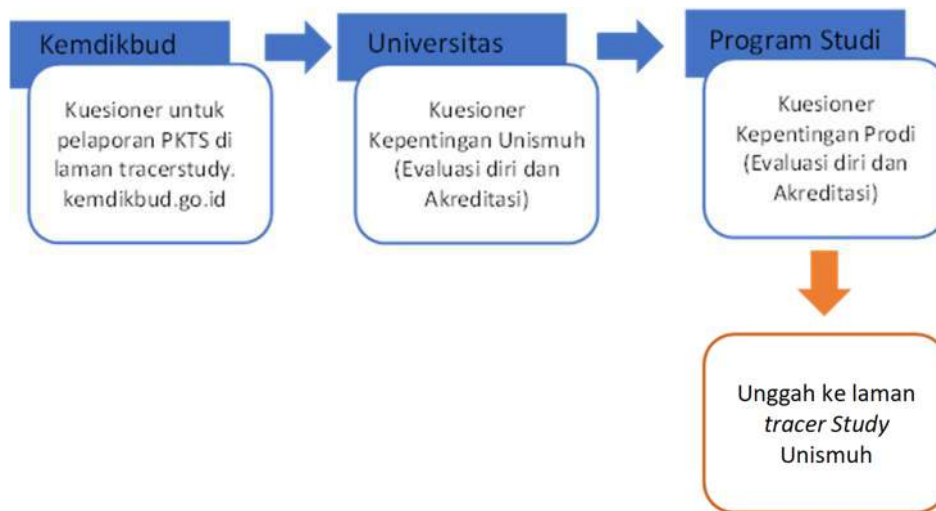 Kemdikbud
Kuesioner untuk
pelaporan PKTS di
laman tracerstudy.
kemdikbud.go.id
Universitas
Kuesioner
Kepentingan Unismuh
(Evaluasi diri dan
Akreditasi)
Program Studi
Kuesioner
Kepentingan Prodi
(Evaluasi diri dan
Akreditasi)
Unggah ke laman
tracer Study
Unismuh